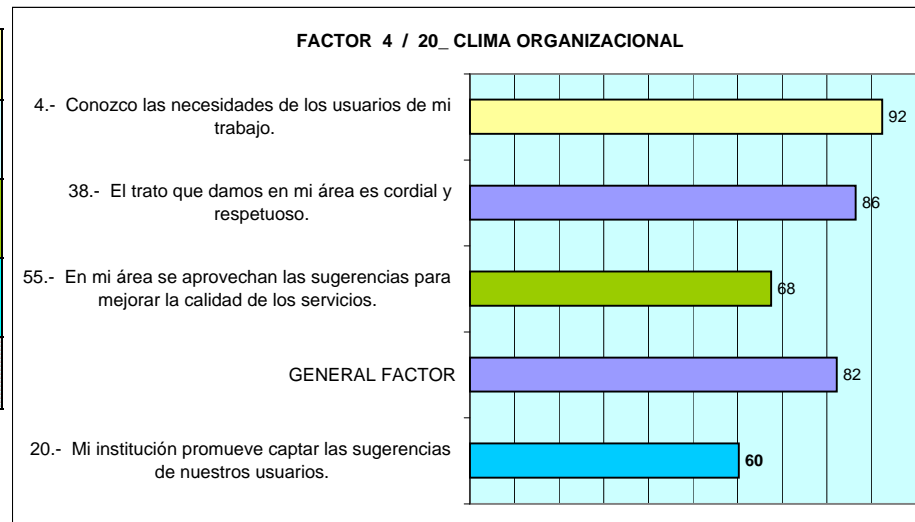 FACTOR 4 / 20_ CLIMA ORGANIZACIONAL
4.- Conozco las necesidades de los usuarios de mi
trabajo.
92
38.- El trato que damos en mi área es cordial y
respetuoso.
86
55.- En mi área se aprovechan las sugerencias para
mejorar la calidad de los servicios.
68
GENERAL FACTOR
82
20.- Mi institución promueve captar las sugerencias
de nuestros usuarios.
60